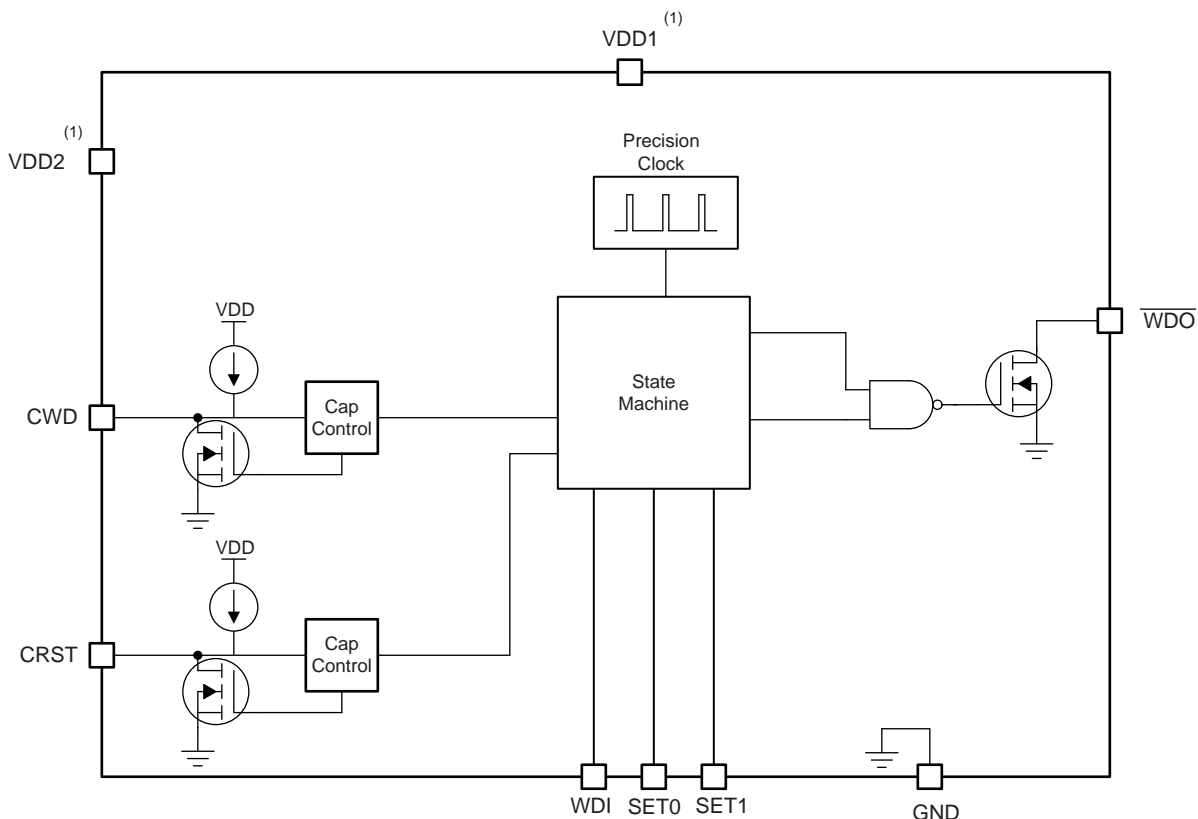 (1)
VDD1
(1)
VDD2
Precision
Clock
VDD
WDO
State
Machine
Cap
Control
CWD
VDD
Cap
Control
CRST
WDI
SET0
SET1
GND